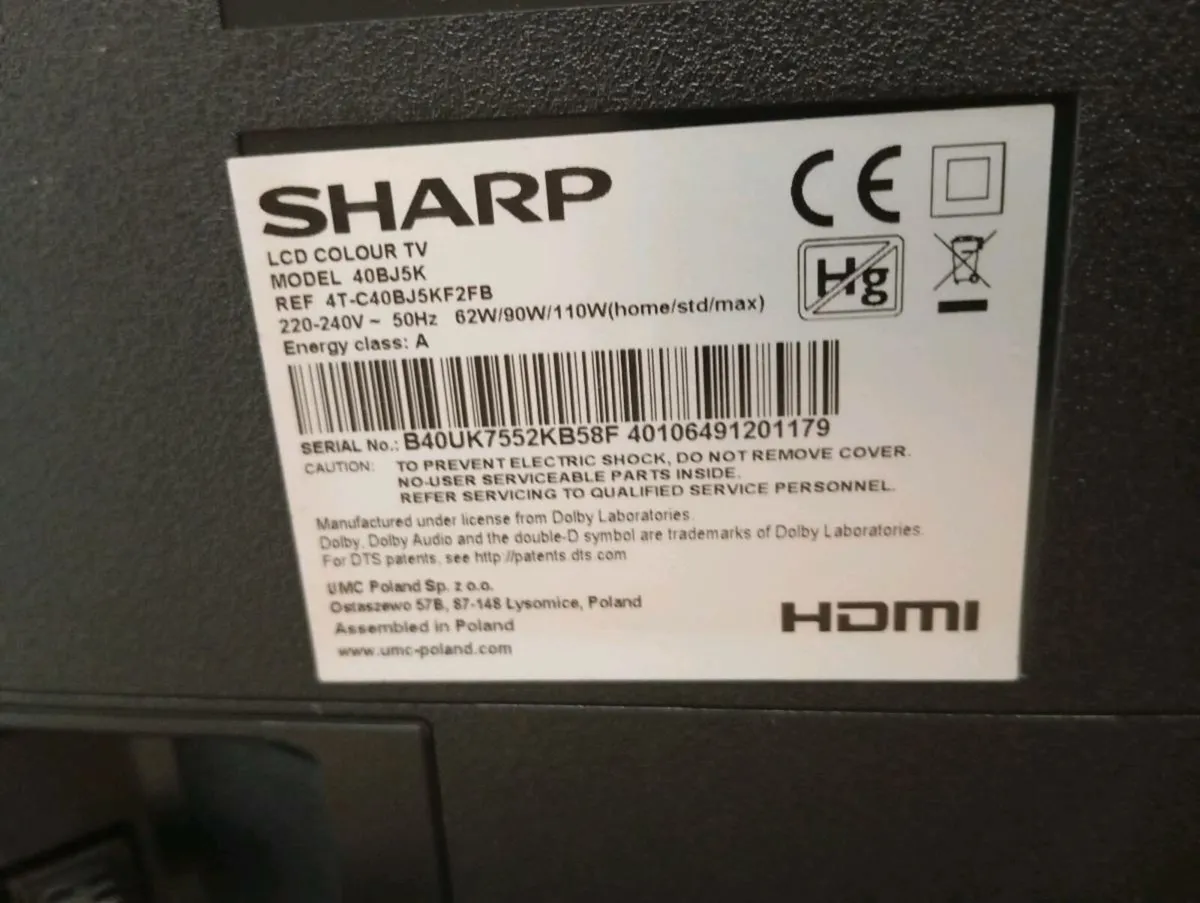 SHARP
CE
LCD COLOUR TV
MODEL 40BJ5K
REF 4T-C40BJ5KF2FB
220-240V ~ 50Hz 62W/90W/110W(home/std/max)
Energy class: A
Hg
SERIAL No.: B40UK7552KB58F 40106491201179
CAUTION: TO PREVENT ELECTRIC SHOCK, DO NOT REMOVE COVER.
NO-USER SERVICEABLE PARTS INSIDE.
REFER SERVICING TO QUALIFIED SERVICE PERSONNEL.
Manufactured under license from Dolby Laboratories.
Dolby, Dolby Audio and the double-D symbol are trademarks of Dolby Laboratories.
For DTS patents, see http://patents.dts.com
UMC Poland Sp. z o.o.
Ostaszewo 57B, 87-148 Łysomice, Poland
Assembled in Poland
www.umc-poland.com
HDMI